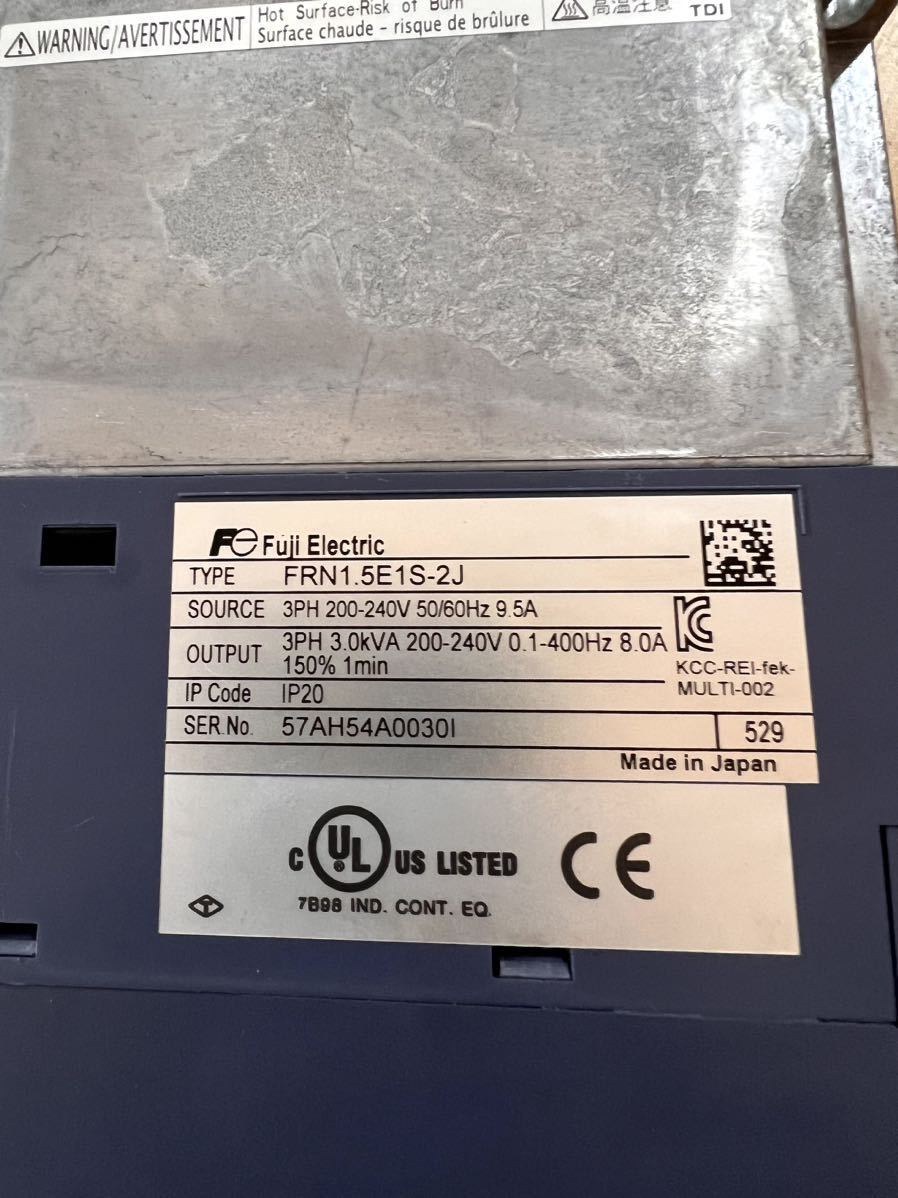 WARNING/AVERTISSEMENT
Hot Surface-Risk of Burn
Surface chaude – risque de brûlure
高温注意
TDI
Fe Fuji Electric
TYPE FRN1.5E1S-2J
SOURCE 3PH 200-240V 50/60Hz 9.5A
OUTPUT 3PH 3.0kVA 200-240V 0.1-400Hz 8.0A
150% 1min
KCC-REI-fek-
MULTI-002
IP Code IP20
SER.No. 57AH54A0030I 529
Made in Japan
C UL ® US LISTED CE
7B98 IND. CONT. EQ.